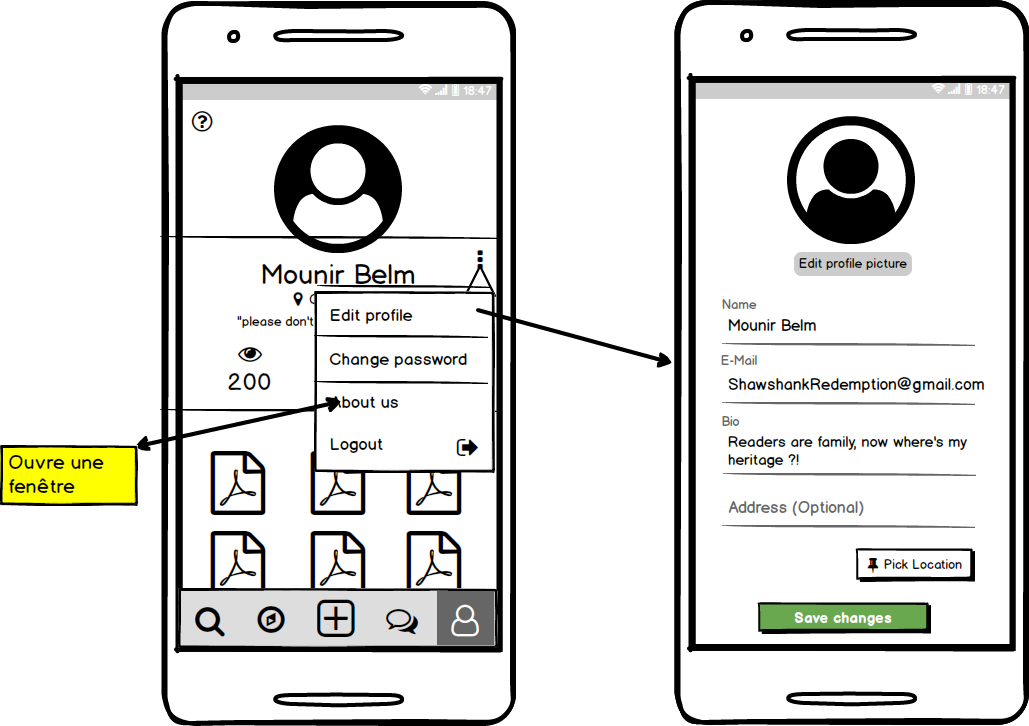 18:47
Mounir Belm
"please don't
200
Edit profile
Change password
About us
Logout
Ouvre une
fenêtre
18:47
Edit profile picture
Name
Mounir Belm
E-Mail
ShawshankRedemption@gmail.com
Bio
Readers are family, now where's my
heritage ?!
Address (Optional)
Pick Location
Save changes